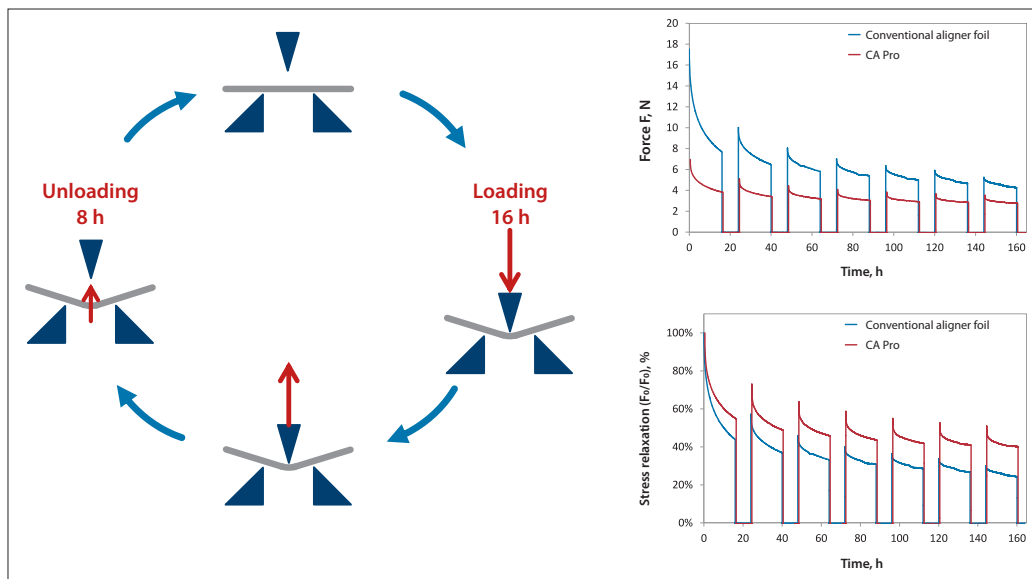 Unloading
8 h
Loading
16 h
Conventional aligner foil
CA Pro
Force F, N
20
18
16
14
12
10
8
6
4
2
0
0 20 40 60 80 100 120 140 160
Time, h
Conventional aligner foil
CA Pro
Stress relaxation (F₀/F₀), %
100%
80%
60%
40%
20%
0%
0 20 40 60 80 100 120 140 160
Time, h